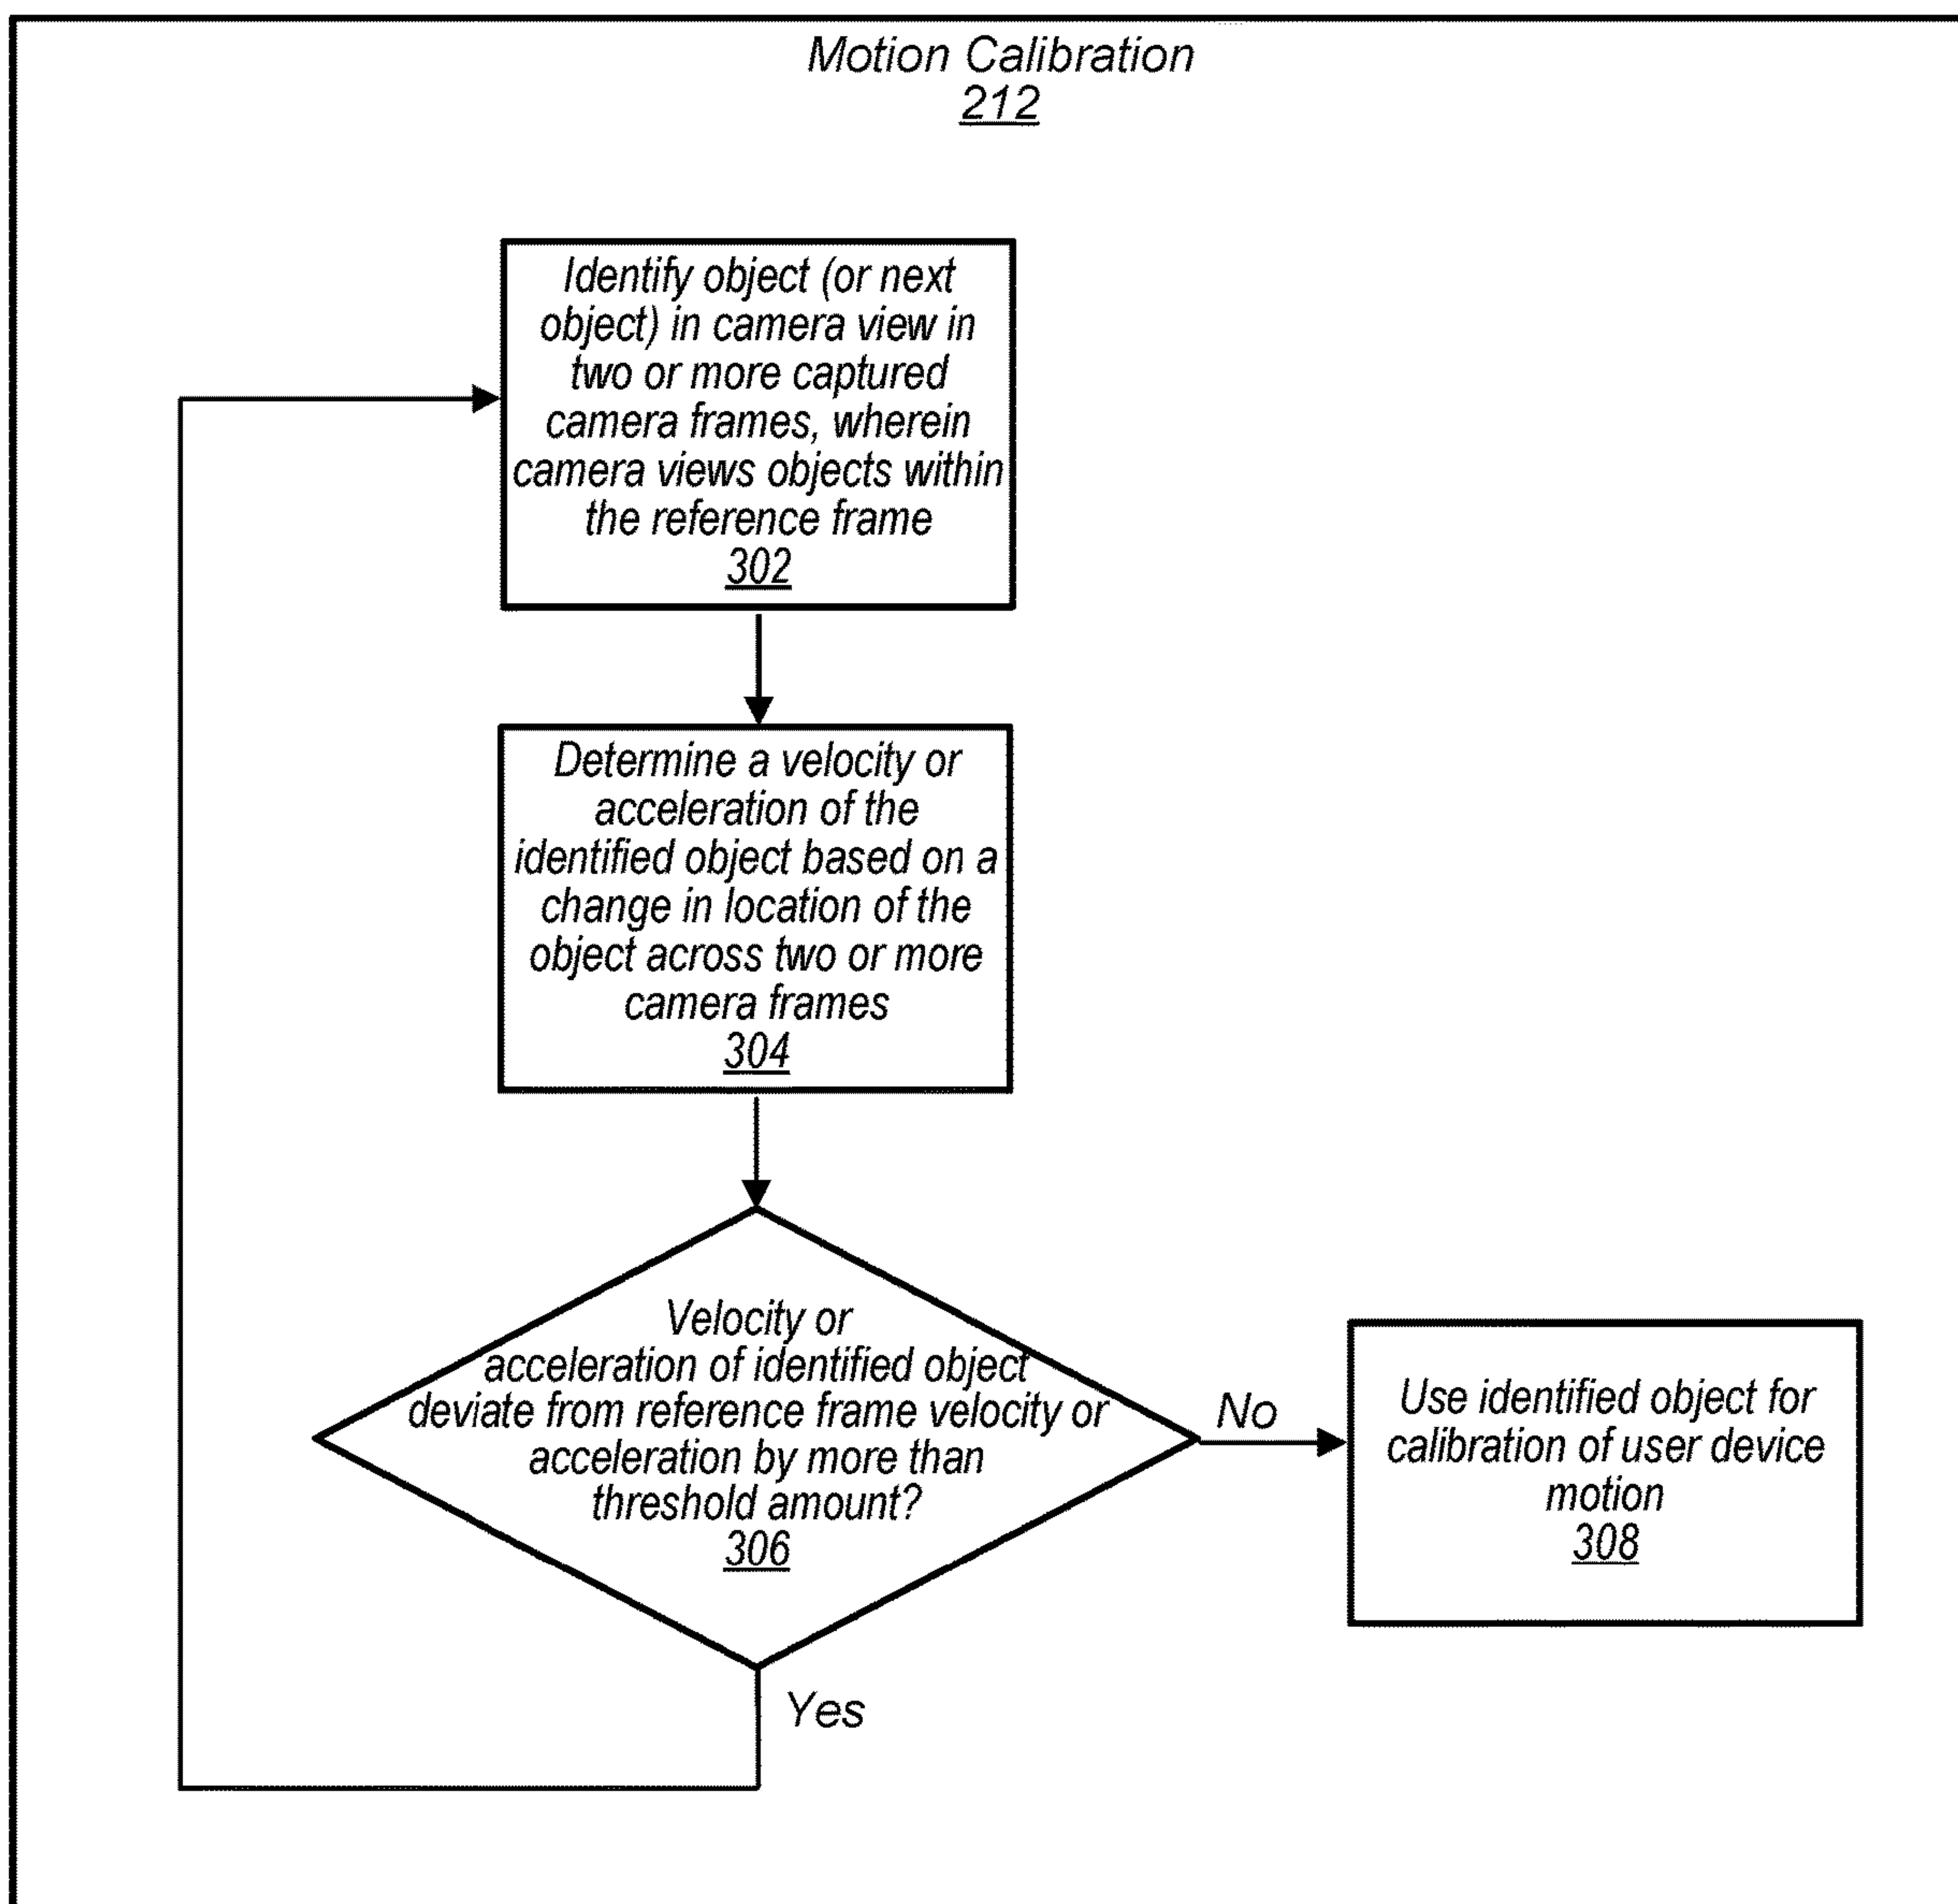 Motion Calibration
212
Identify object (or next
object) in camera view in
two or more captured
camera frames, wherein
camera views objects within
the reference frame
302
Determine a velocity or
acceleration of the
identified object based on a
change in location of the
object across two or more
camera frames
304
Velocity or
acceleration of identified object
deviate from reference frame velocity or
acceleration by more than
threshold amount?
306
No
Use identified object for
calibration of user device
motion
308
Yes